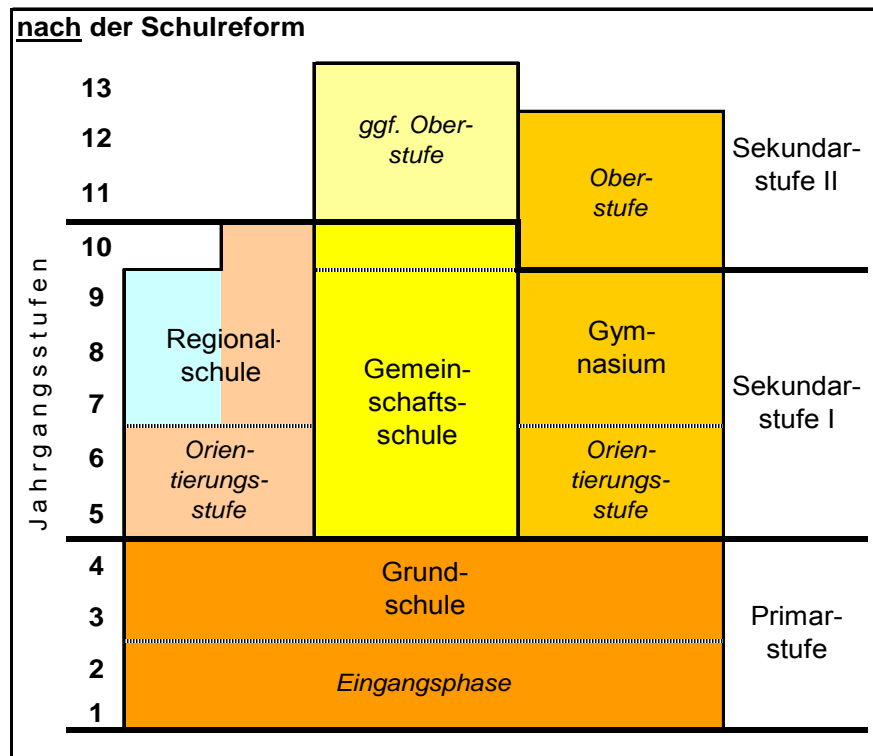 nach der Schulreform
13
12
11
10
9
8
7
6
5
4
3
2
1
Jahrgangsstufen
ggf. Ober-
stufe
Ober-
stufe
Sekundar-
stufe II
Regional-
schule
Gemein-
schafts-
schule
Gym-
nasium
Sekundar-
stufe I
Orien-
tierungs-
stufe
Orien-
tierungs-
stufe
Grund-
schule
Primar-
stufe
Eingangsphase